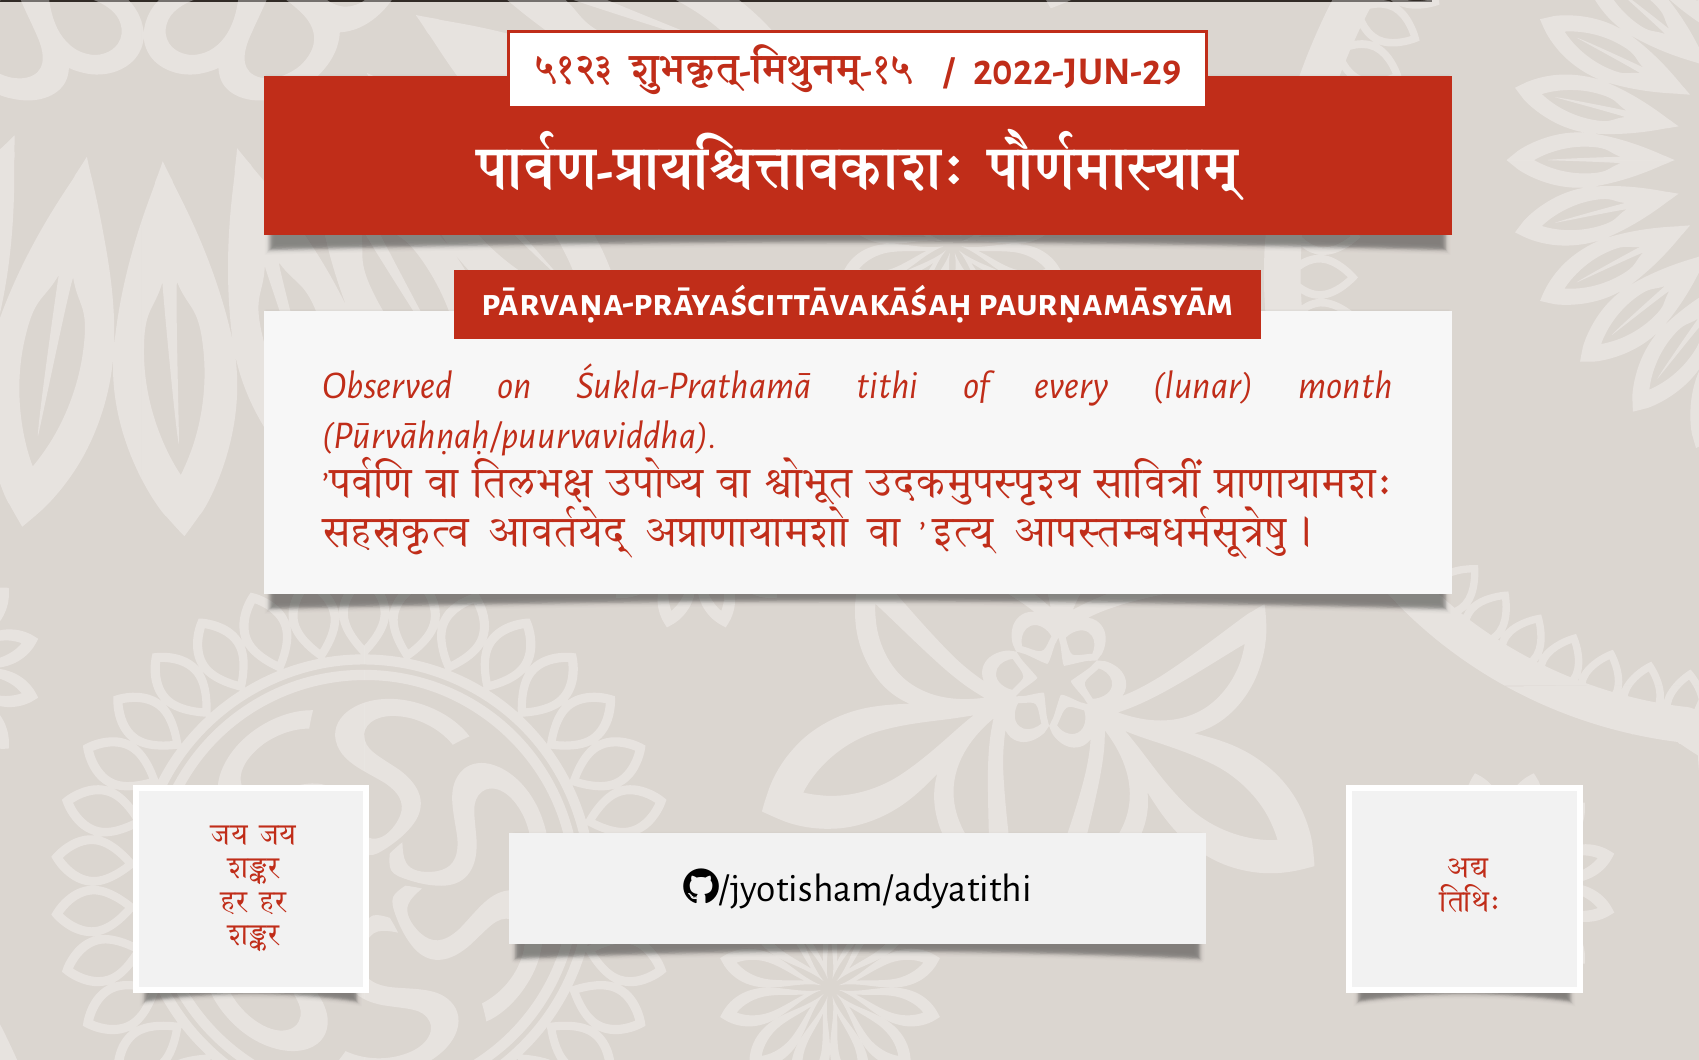 ५१२३ शुभकृत्-मिथुनम्-१५ / 2022-JUN-29
पार्वण-प्रायश्चित्तावकाशः पौर्णमास्याम्
PĀRVAṆA-PRĀYAŚCITTĀVAKĀŚAḤ PAURṆAMĀSYĀM
Observed on Śukla-Prathamā tithi of every (lunar) month
(Pūrvāhṇaḥ/puurvaviddha).
’पर्वणि वा तिलभक्ष उपोष्य वा श्वोभूत उदकमुपस्पृश्य सावित्रीं प्राणायामशः
सहस्रकृत्व आवर्तयेद् अप्राणायामशो वा ’ इत्य् आपस्तम्बधर्मसूत्रेषु ।
जय जय
शङ्कर
हर हर
शङ्कर
/jyotisham/adyatithi
अद्य
तिथिः